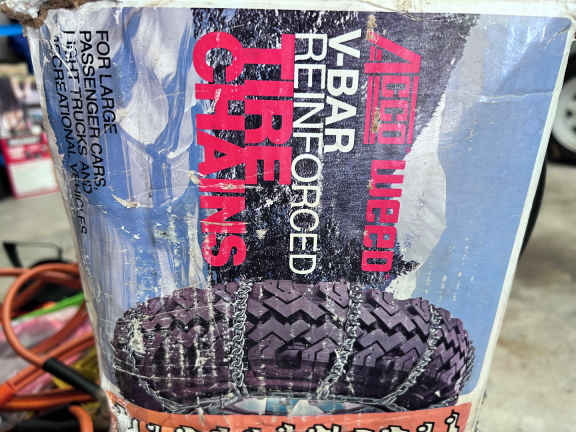 Acco WEED
V-BAR
REINFORCED
TIRE
CHAINS
FOR LARGE
PASSENGER CARS,
LIGHT TRUCKS AND
RECREATIONAL VEHICLES